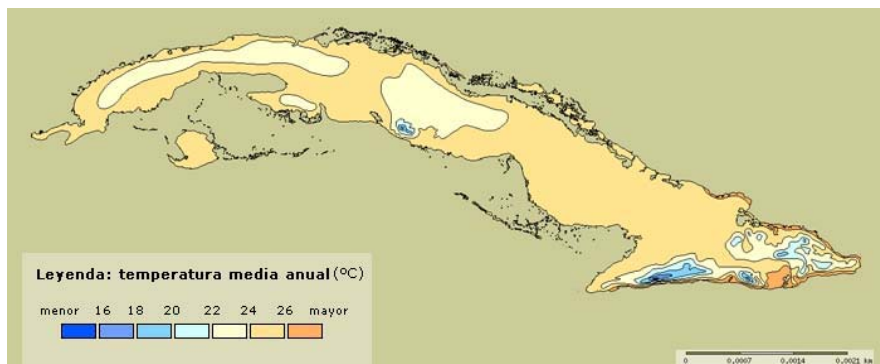 Leyenda: temperatura media anual (ºC)
menor 16 18 20 22 24 26 mayor
0 0.0007 0.0014 0.0021 km